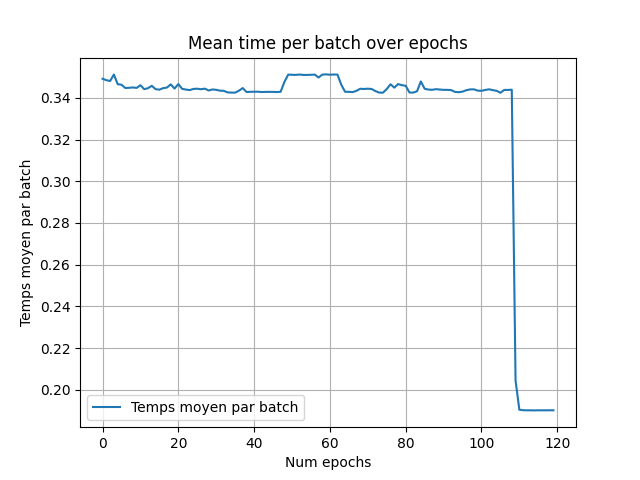 Mean time per batch over epochs
Temps moyen par batch
0.34
0.32
0.30
0.28
0.26
0.24
0.22
0.20
Temps moyen par batch
0 20 40 60 80 100 120
Num epochs